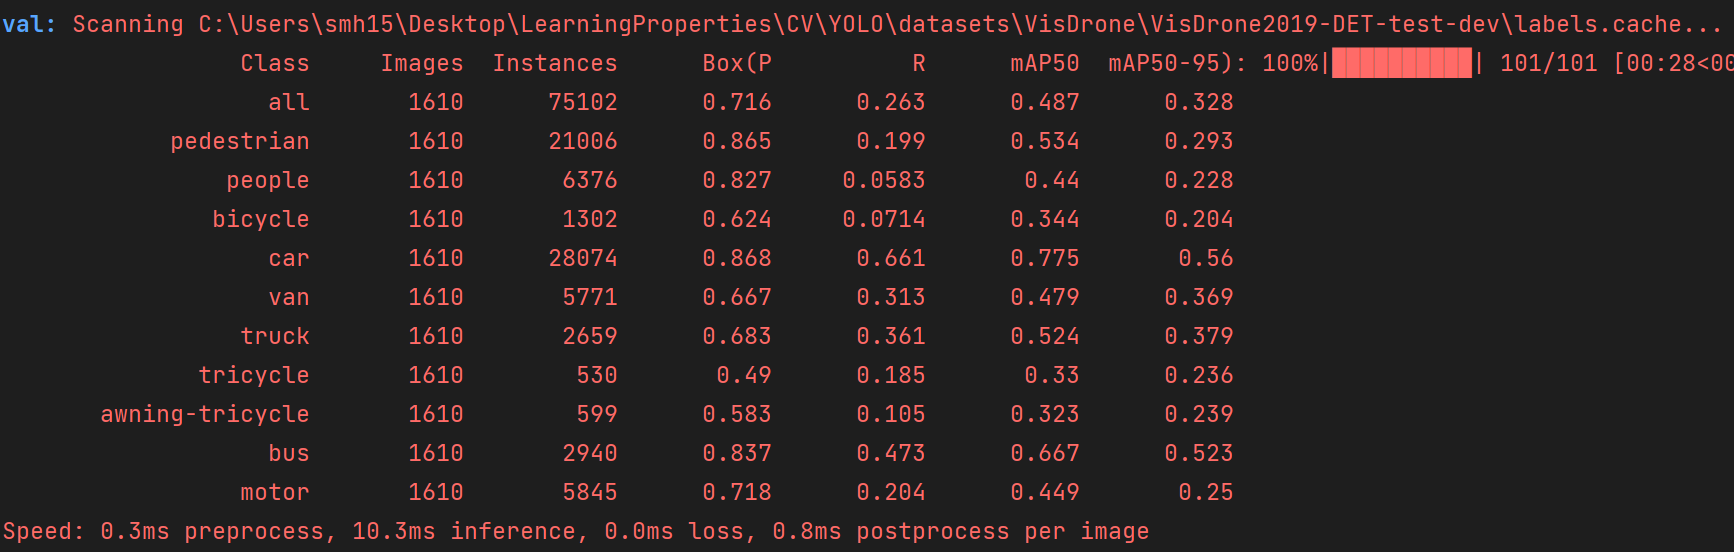 val: Scanning C:\Users\smh15\Desktop\LearningProperties\CV\YOLO\datasets\VisDrone\VisDrone2019-DET-test-dev\labels.cache...
Class Images Instances Box(P R mAP50 mAP50-95): 100%|██████████| 101/101 [00:28<00
all 1610 75102 0.716 0.263 0.487 0.328
pedestrian 1610 21006 0.865 0.199 0.534 0.293
people 1610 6376 0.827 0.0583 0.44 0.228
bicycle 1610 1302 0.624 0.0714 0.344 0.204
car 1610 28074 0.868 0.661 0.775 0.56
van 1610 5771 0.667 0.313 0.479 0.369
truck 1610 2659 0.683 0.361 0.524 0.379
tricycle 1610 530 0.49 0.185 0.33 0.236
awning-tricycle 1610 599 0.583 0.105 0.323 0.239
bus 1610 2940 0.837 0.473 0.667 0.523
motor 1610 5845 0.718 0.204 0.449 0.25
Speed: 0.3ms preprocess, 10.3ms inference, 0.0ms loss, 0.8ms postprocess per image